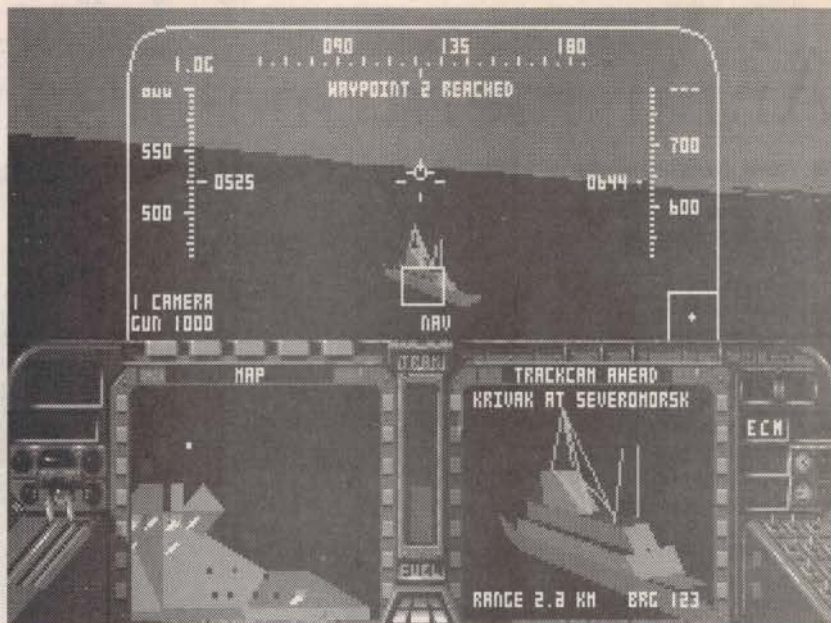 090 135 180
1.0G
WAYPOINT 2 REACHED
550 700
0525 0644
500 600
1 CAMERA
GUN 1000 NAV
MAP TRACKCAM AHEAD
KRIVAK AT SEVEROMORSK
ECM
FUEL
RANGE 2.2 KM BRG 123